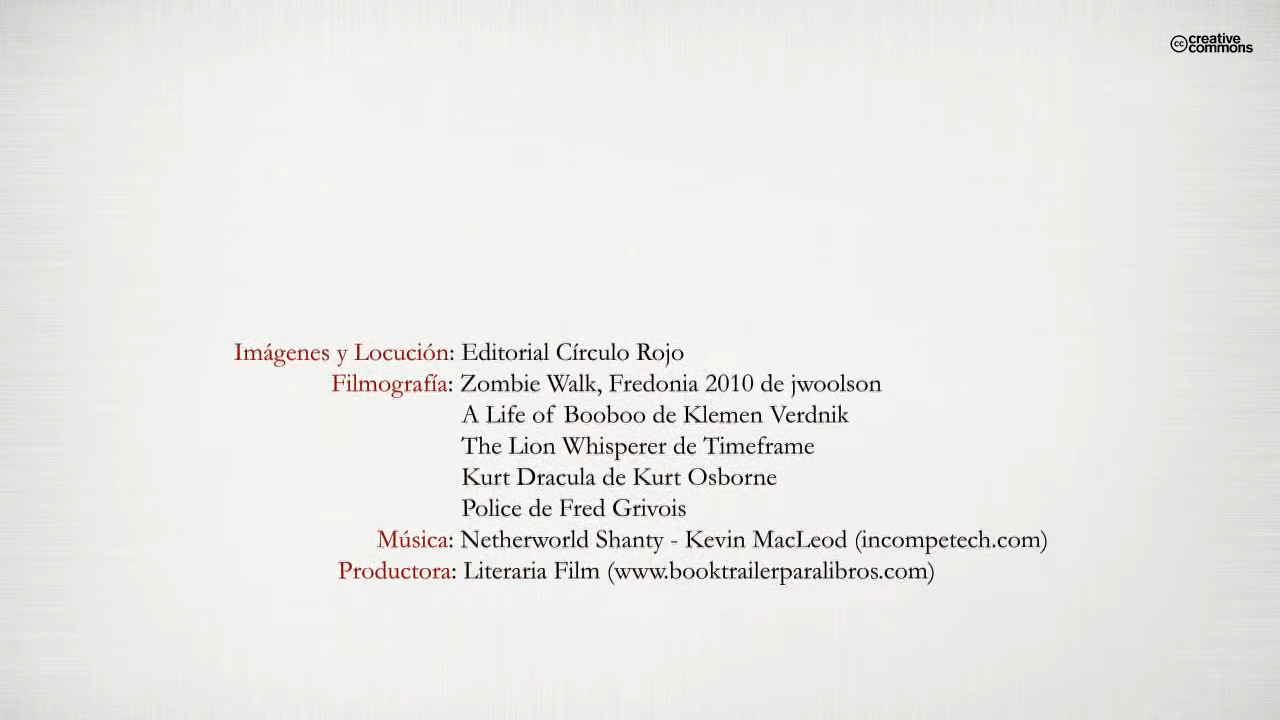 creative
commons
Imágenes y Locución: Editorial Círculo Rojo
Filmografía: Zombie Walk, Fredonia 2010 de jwoolson
A Life of Booboo de Klemen Verdnik
The Lion Whisperer de Timeframe
Kurt Dracula de Kurt Osborne
Police de Fred Grivois
Música: Netherworld Shanty - Kevin MacLeod (incompetech.com)
Productora: Literaria Film (www.booktrailerparalibros.com)